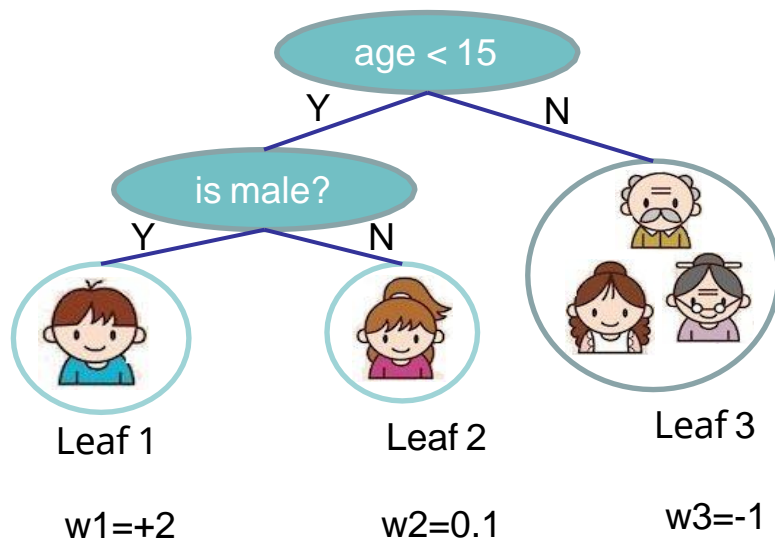 age < 15
Y
N
is male?
Y
N
Leaf 1
Leaf 2
Leaf 3
w1=+2
w2=0.1
w3=-1